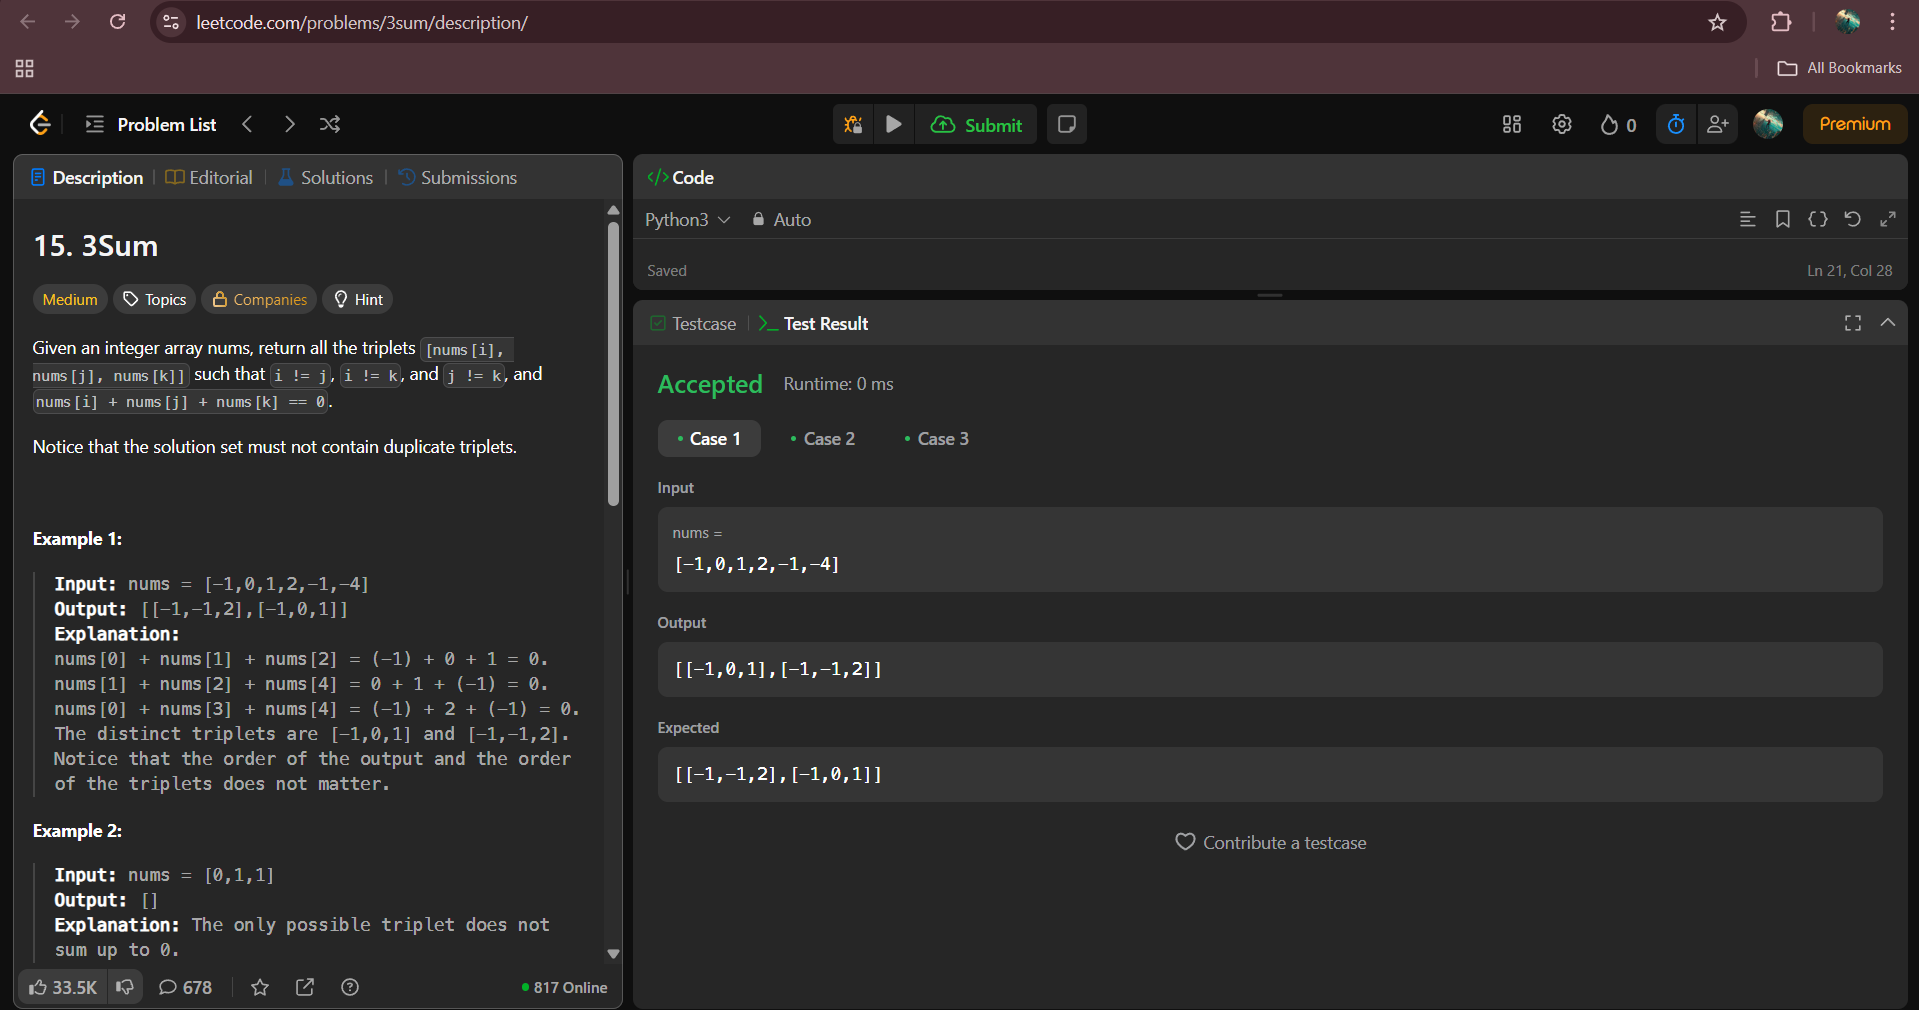 leetcode.com/problems/3sum/description/
All Bookmarks
Problem List
Submit
0
Premium
Description
Editorial
Solutions
Submissions
15. 3Sum
Medium
Topics
Companies
Hint
Given an integer array nums, return all the triplets [nums[i],
nums[j], nums[k]] such that i != j, i != k, and j != k, and
nums[i] + nums[j] + nums[k] == 0.
Notice that the solution set must not contain duplicate triplets.
Example 1:
Input: nums = [-1,0,1,2,-1,-4]
Output: [[-1,-1,2],[-1,0,1]]
Explanation:
nums[0] + nums[1] + nums[2] = (-1) + 0 + 1 = 0.
nums[1] + nums[2] + nums[4] = 0 + 1 + (-1) = 0.
nums[0] + nums[3] + nums[4] = (-1) + 2 + (-1) = 0.
The distinct triplets are [-1,0,1] and [-1,-1,2].
Notice that the order of the output and the order
of the triplets does not matter.
Example 2:
Input: nums = [0,1,1]
Output: []
Explanation: The only possible triplet does not
sum up to 0.
33.5K
678
817 Online
</> Code
Python3
Auto
Saved
Ln 21, Col 28
Testcase
Test Result
Accepted
Runtime: 0 ms
Case 1
Case 2
Case 3
Input
nums =
[-1,0,1,2,-1,-4]
Output
[[-1,0,1],[-1,-1,2]]
Expected
[[-1,-1,2],[-1,0,1]]
Contribute a testcase